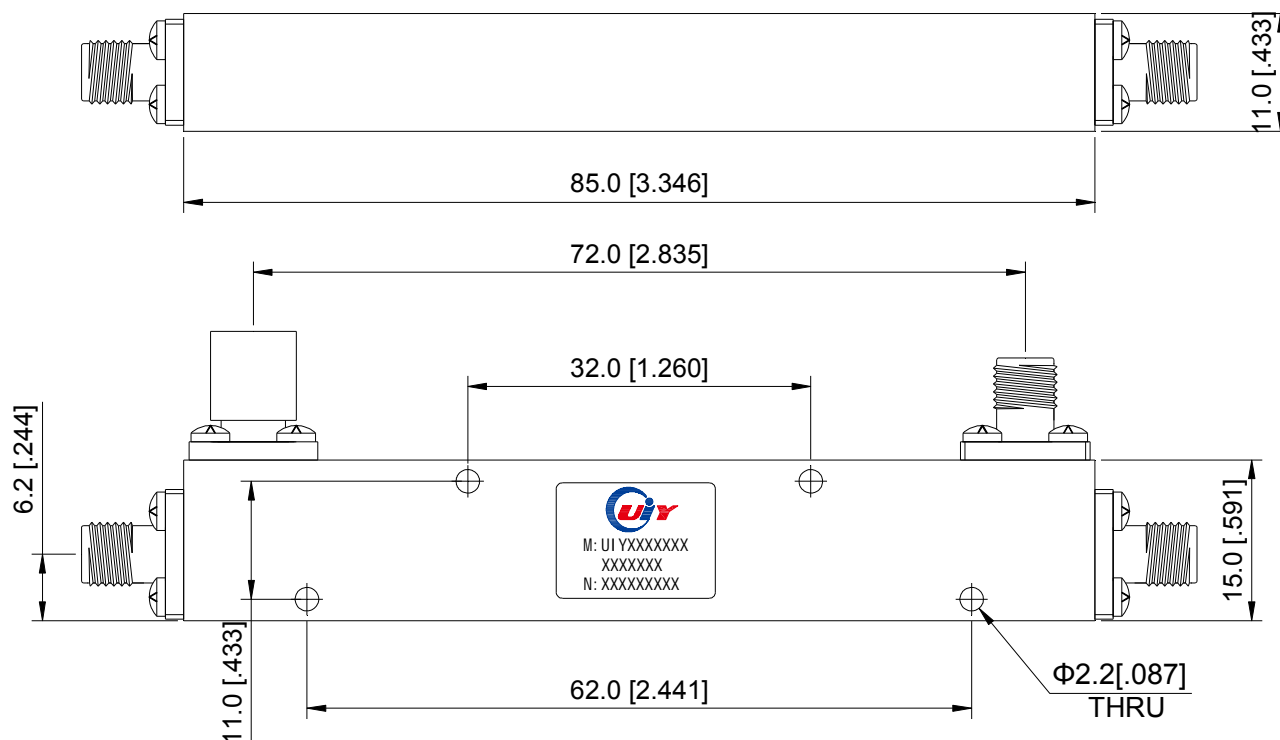 11.0 [.433]
85.0 [3.346]
72.0 [2.835]
32.0 [1.260]
6.2 [.244]
UiY
M: UI YXXXXXXX
XXXXXXX
N: XXXXXXXXX
15.0 [.591]
11.0 [.433]
62.0 [2.441]
Φ2.2[.087]
THRU